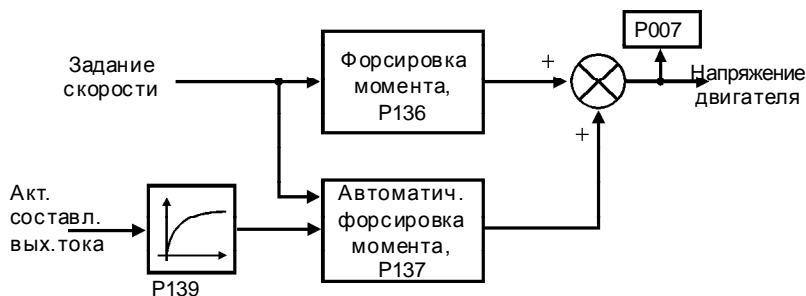 P007
Задание
скорости
Форсировка
момента,
P136
+
Напряжение
двигателя
+
Акт.
составл.
вых.тока
P139
Автоматич.
форсировка
момента,
P137